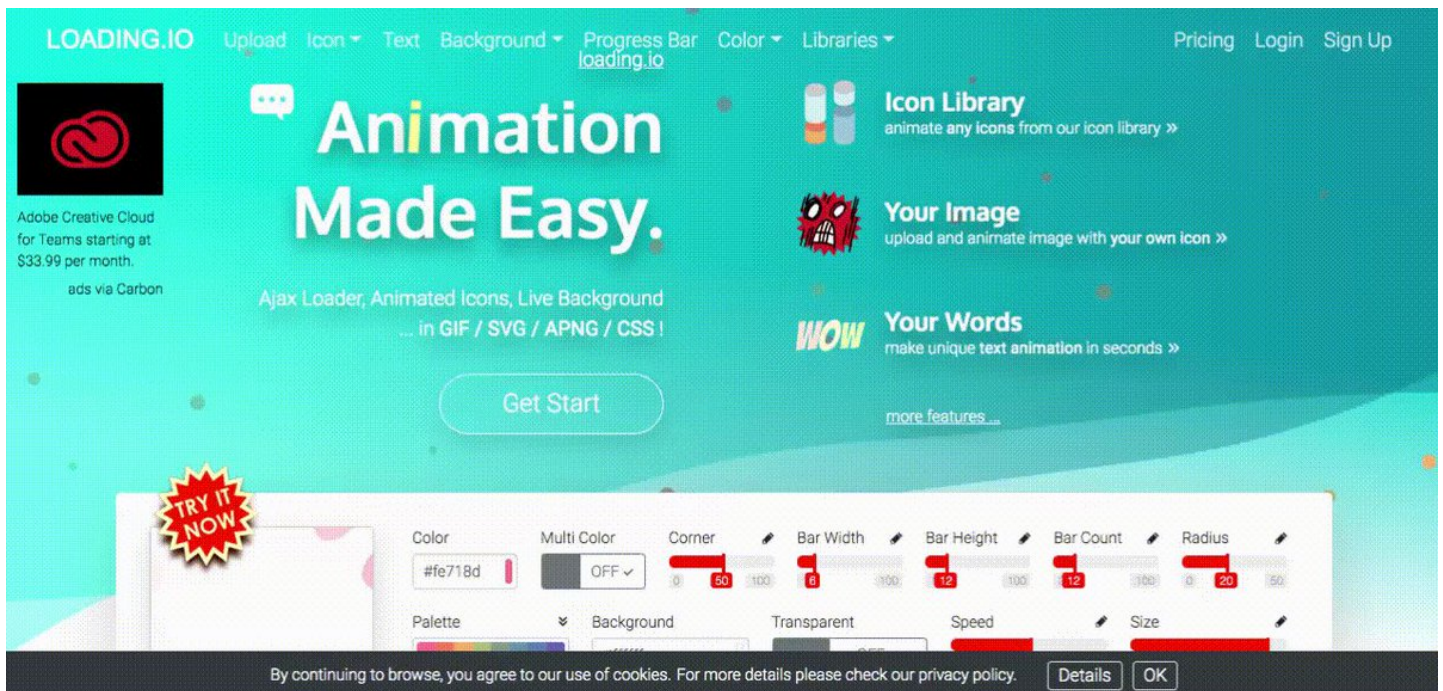 LOADING.IO Upload Icon Text Background Progress Bar Color Libraries Pricing Login Sign Up
loading.io
Adobe Creative Cloud
for Teams starting at
$33.99 per month.
ads via Carbon
Animation
Made Easy.
Ajax Loader, Animated Icons, Live Background
... in GIF / SVG / APNG / CSS !
Get Start
Icon Library
animate any icons from our icon library »
Your Image
upload and animate image with your own icon »
WOW
Your Words
make unique text animation in seconds »
more features ...
TRY IT
NOW
Color Multi Color Corner Bar Width Bar Height Bar Count Radius
#fe718d OFF 0 50 100 6 100 12 100 12 100 0 20 50
Palette Background Transparent Speed Size
By continuing to browse, you agree to our use of cookies. For more details please check our privacy policy. Details OK